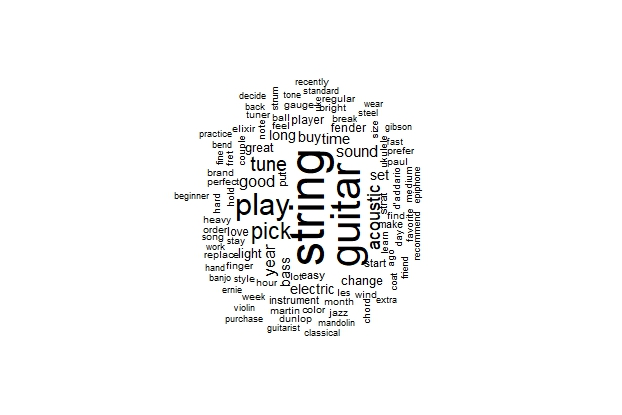 recently
decide
tone
standard
strum
back
gauge
like
regular
wear
tuner
ball
bright
steel
practice
elixir
note
feel
player
break
fender
size
gibson
bend
couple
long
buy
time
ukulele
fast
fine
fret
great
sound
prefer
tune
string
guitar
paul
brand
perfect
good
put
set
d'addario
medium
epiphone
beginner
hard
hold
play
acoustic
strat
find
favorite
recommend
heavy
order
love
pick
make
song
stay
learn
day
work
replace
light
year
bass
start
ago
friend
hand
finger
lot
easy
coat
banjo
style
hour
electric
change
ernie
week
instrument
les
month
wind
chord
extra
violin
martin
color
jazz
purchase
dunlop
mandolin
guitarist
classical